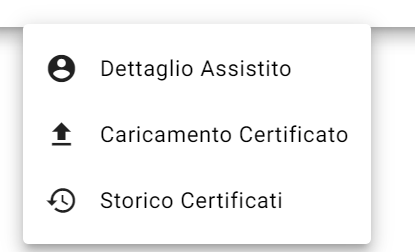 Dettaglio Assistito
Caricamento Certificato
Storico Certificati